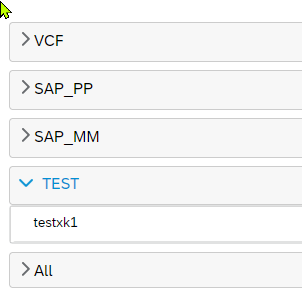 VCF
SAP_PP
SAP_MM
TEST
testxk1
All